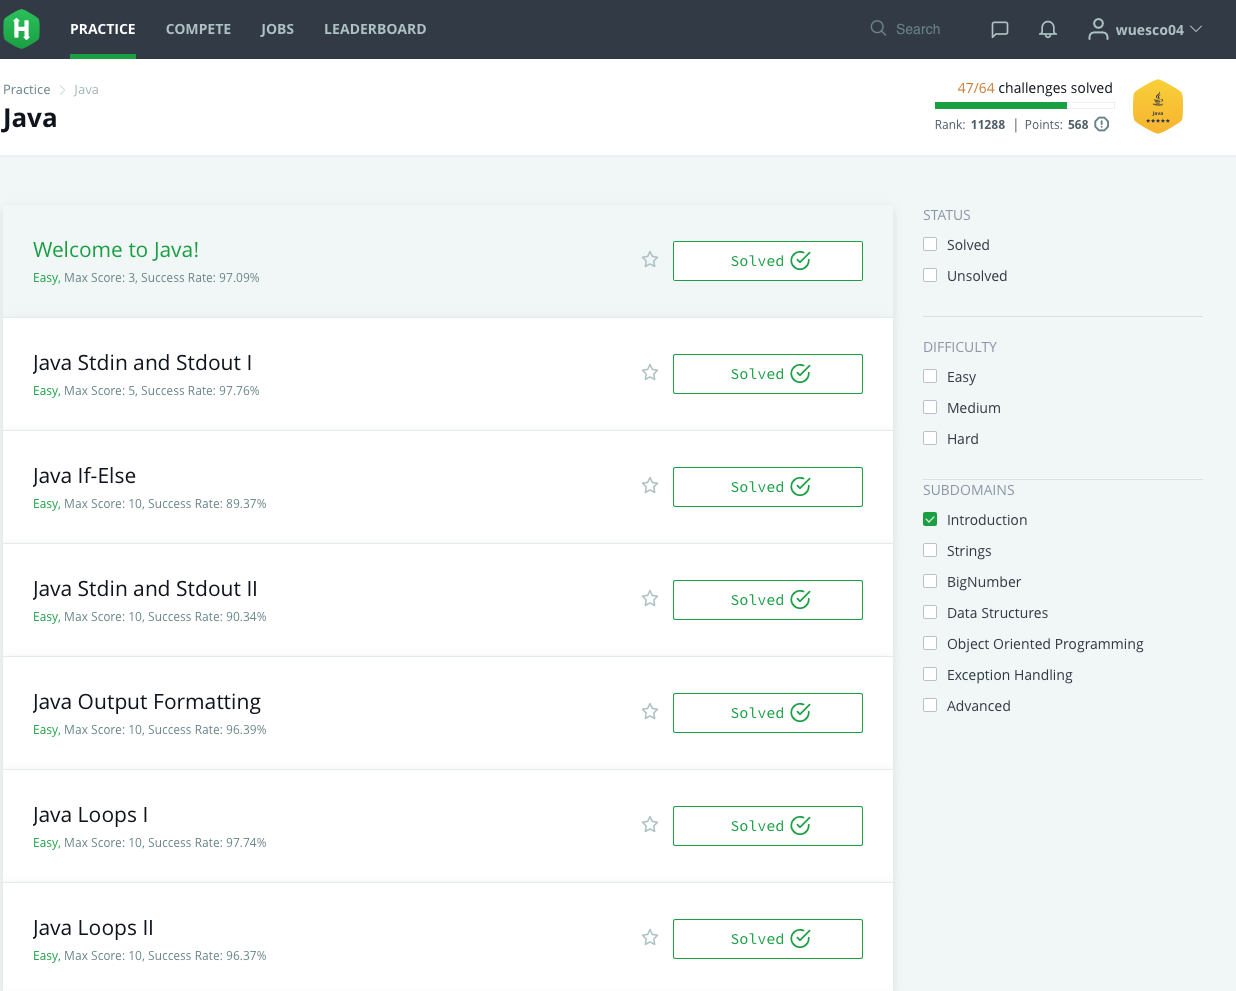 H
PRACTICE COMPETE JOBS LEADERBOARD Search wuesco04
Practice > Java
Java
47/64 challenges solved
Rank: 11288 | Points: 568
Java
Welcome to Java!
Easy, Max Score: 3, Success Rate: 97.09%
Solved
Java Stdin and Stdout I
Easy, Max Score: 5, Success Rate: 97.76%
Solved
Java If-Else
Easy, Max Score: 10, Success Rate: 89.37%
Solved
Java Stdin and Stdout II
Easy, Max Score: 10, Success Rate: 90.34%
Solved
Java Output Formatting
Easy, Max Score: 10, Success Rate: 96.39%
Solved
Java Loops I
Easy, Max Score: 10, Success Rate: 97.74%
Solved
Java Loops II
Easy, Max Score: 10, Success Rate: 96.37%
Solved
STATUS
Solved
Unsolved
DIFFICULTY
Easy
Medium
Hard
SUBDOMAINS
Introduction
Strings
BigNumber
Data Structures
Object Oriented Programming
Exception Handling
Advanced